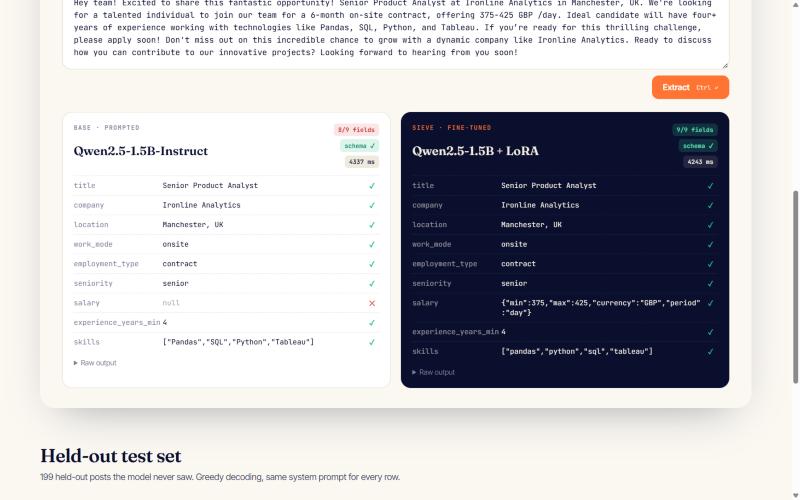 Hey team! Excited to share this fantastic opportunity! Senior Product Analyst at Ironline Analytics in Manchester, UK. We're looking
for a talented individual to join our team for a 6-month on-site contract, offering 375-425 GBP /day. Ideal candidate will have four+
years of experience working with technologies like Pandas, SQL, Python, and Tableau. If you're ready for this thrilling challenge,
please apply soon! Don't miss out on this incredible chance to grow with a dynamic company like Ironline Analytics. Ready to discuss
how you can contribute to our innovative projects? Looking forward to hearing from you soon!
Extract Ctrl ↵
BASE · PROMPTED
8/9 fields
schema ✓
4337 ms
Qwen2.5-1.5B-Instruct
title Senior Product Analyst ✓
company Ironline Analytics ✓
location Manchester, UK ✓
work_mode onsite ✓
employment_type contract ✓
seniority senior ✓
salary null ✕
experience_years_min 4 ✓
skills ["Pandas","SQL","Python","Tableau"] ✓
▶ Raw output
SIEVE · FINE-TUNED
9/9 fields
schema ✓
4243 ms
Qwen2.5-1.5B + LoRA
title Senior Product Analyst ✓
company Ironline Analytics ✓
location Manchester, UK ✓
work_mode onsite ✓
employment_type contract ✓
seniority senior ✓
salary {"min":375,"max":425,"currency":"GBP","period" ✓
:"day"}
experience_years_min 4 ✓
skills ["pandas","python","sql","tableau"] ✓
▶ Raw output
Held-out test set
199 held-out posts the model never saw. Greedy decoding, same system prompt for every row.